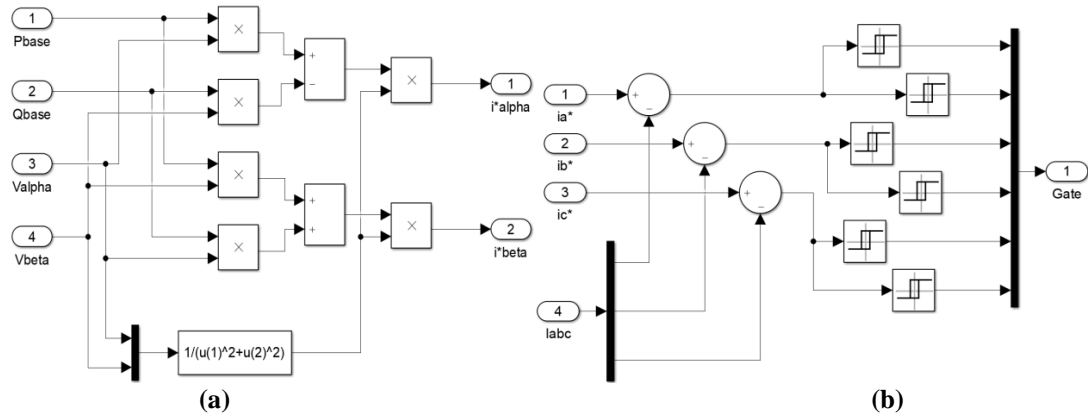 1
Pbase
2
Qbase
3
Valpha
4
Vbeta
×
×
×
×
+
−
+
+
×
×
1
i*alpha
2
i*beta
1/(u(1)^2+u(2)^2)
(a)
1
ia*
2
ib*
3
ic*
4
Iabc
+
−
+
−
+
−
1
Gate
(b)